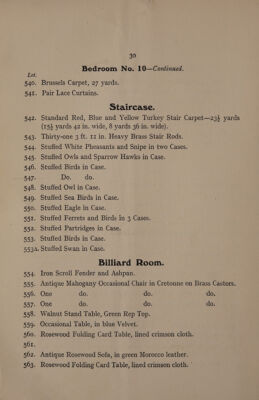 30
Bedroom No. 10—Continued.
Lot.
540. Brussels Carpet, 27 yards.
541. Pair Lace Curtains.
Staircase.
542. Standard Red, Blue and Yellow Turkey Stair Carpet—23½ yards
(15½ yards 42 in. wide, 8 yards 36 in. wide).
543. Thirty-one 3 ft. 11 in. Heavy Brass Stair Rods.
544. Stuffed White Pheasants and Snipe in two Cases.
545. Stuffed Owls and Sparrow Hawks in Case.
546. Stuffed Birds in Case.
547. Do. do.
548. Stuffed Owl in Case.
549. Stuffed Sea Birds in Case.
550. Stuffed Eagle in Case.
551. Stuffed Ferrets and Birds in 3 Cases.
552. Stuffed Partridges in Case.
553. Stuffed Birds in Case.
553A. Stuffed Swan in Case.
Billiard Room.
554. Iron Scroll Fender and Ashpan.
555. Antique Mahogany Occasional Chair in Cretonne on Brass Castors.
556. One do. do. do.
557. One do. do. do.
558. Walnut Stand Table, Green Rep Top.
559. Occasional Table, in blue Velvet.
560. Rosewood Folding Card Table, lined crimson cloth.
561.
562. Antique Rosewood Sofa, in green Morocco leather.
563. Rosewood Folding Card Table, lined crimson cloth.